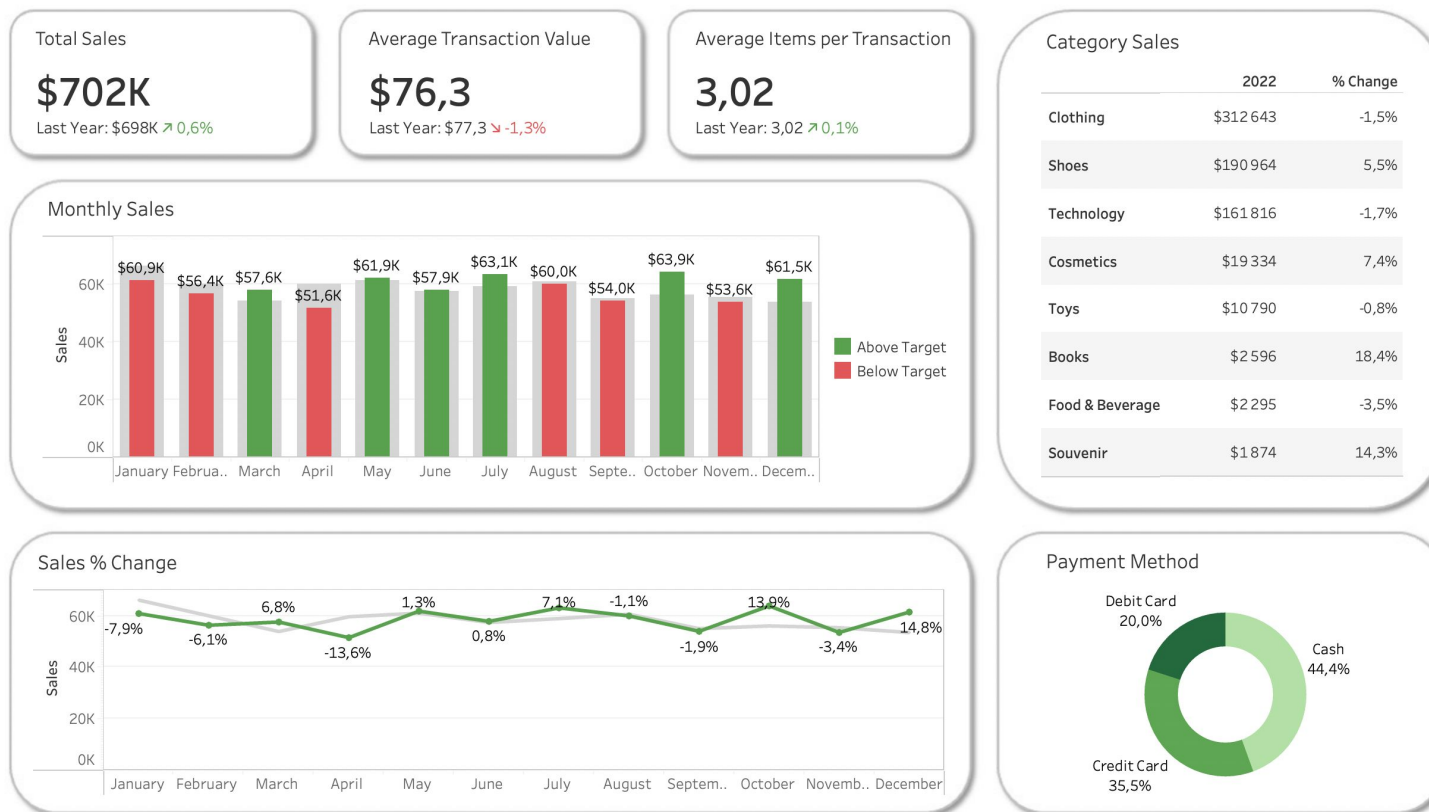 Total Sales
$702K
Last Year: $698K ↗ 0,6%
Average Transaction Value
$76,3
Last Year: $77,3 ↘ -1,3%
Average Items per Transaction
3,02
Last Year: 3,02 ↗ 0,1%
Category Sales
2022 % Change
Clothing $312 643 -1,5%
Shoes $190 964 5,5%
Technology $161 816 -1,7%
Cosmetics $19 334 7,4%
Toys $10 790 -0,8%
Books $2 596 18,4%
Food & Beverage $2 295 -3,5%
Souvenir $1 874 14,3%
Monthly Sales
Sales
60K
40K
20K
0K
$60,9K $56,4K $57,6K $51,6K $61,9K $57,9K $63,1K $60,0K $54,0K $63,9K $53,6K $61,5K
January Februa.. March April May June July August Septe.. October Novem.. Decem..
Above Target
Below Target
Sales % Change
Sales
60K
40K
20K
0K
-7,9% -6,1% 6,8% -13,6% 1,3% 0,8% 7,1% -1,1% -1,9% 13,9% -3,4% 14,8%
January February March April May June July August Septem.. October Novemb.. December
Payment Method
Debit Card
20,0%
Cash
44,4%
Credit Card
35,5%